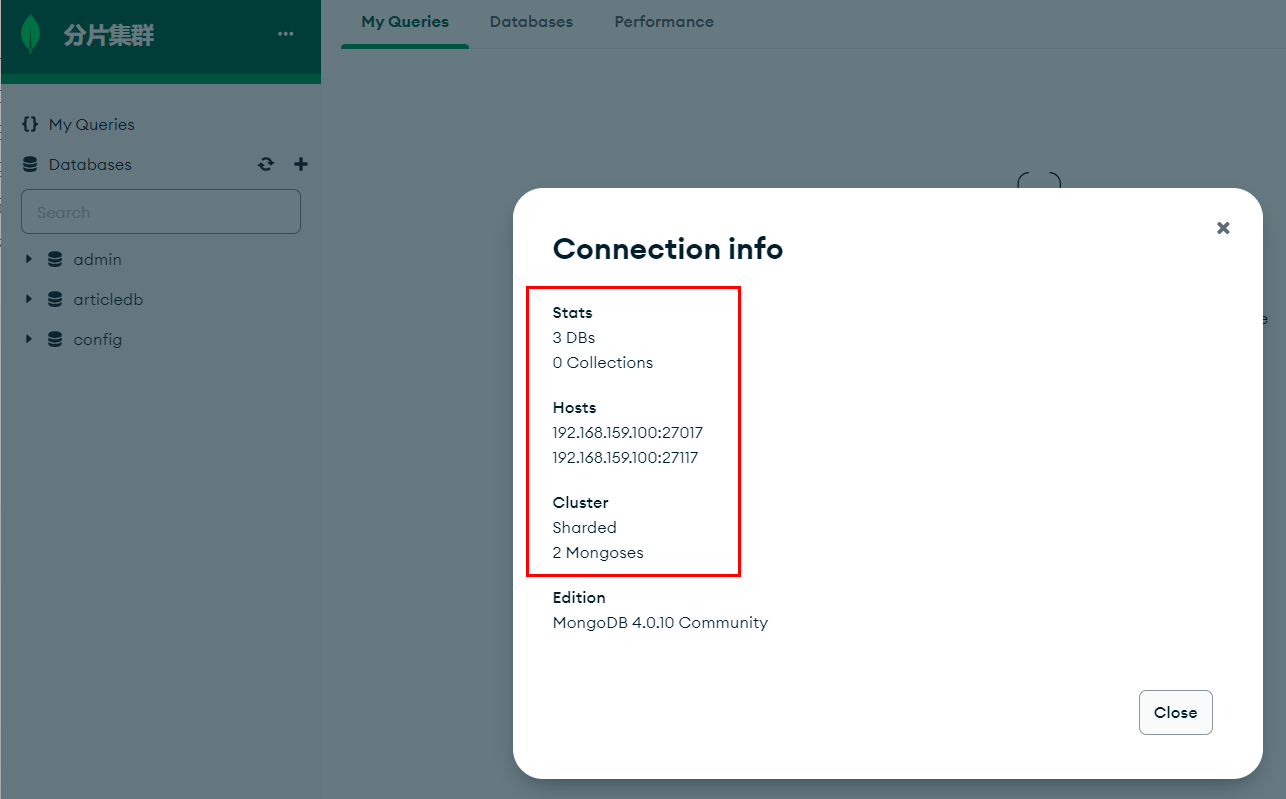 分片集群
...
My Queries
Databases
Performance
{} My Queries
Databases
Search
admin
articledb
config
Connection info
Stats
3 DBs
0 Collections
Hosts
192.168.159.100:27017
192.168.159.100:27117
Cluster
Sharded
2 Mongoses
Edition
MongoDB 4.0.10 Community
Close